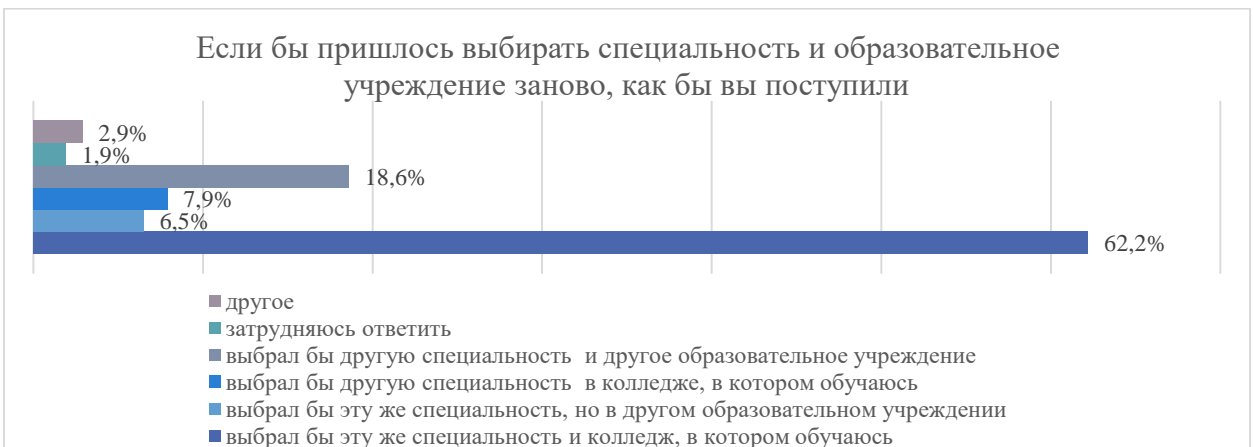 Если бы пришлось выбирать специальность и образовательное
учреждение заново, как бы вы поступили
2,9%
1,9%
18,6%
7,9%
6,5%
62,2%
другое
затрудняюсь ответить
выбрал бы другую специальность и другое образовательное учреждение
выбрал бы другую специальность в колледже, в котором обучаюсь
выбрал бы эту же специальность, но в другом образовательном учреждении
выбрал бы эту же специальность и колледж, в котором обучаюсь